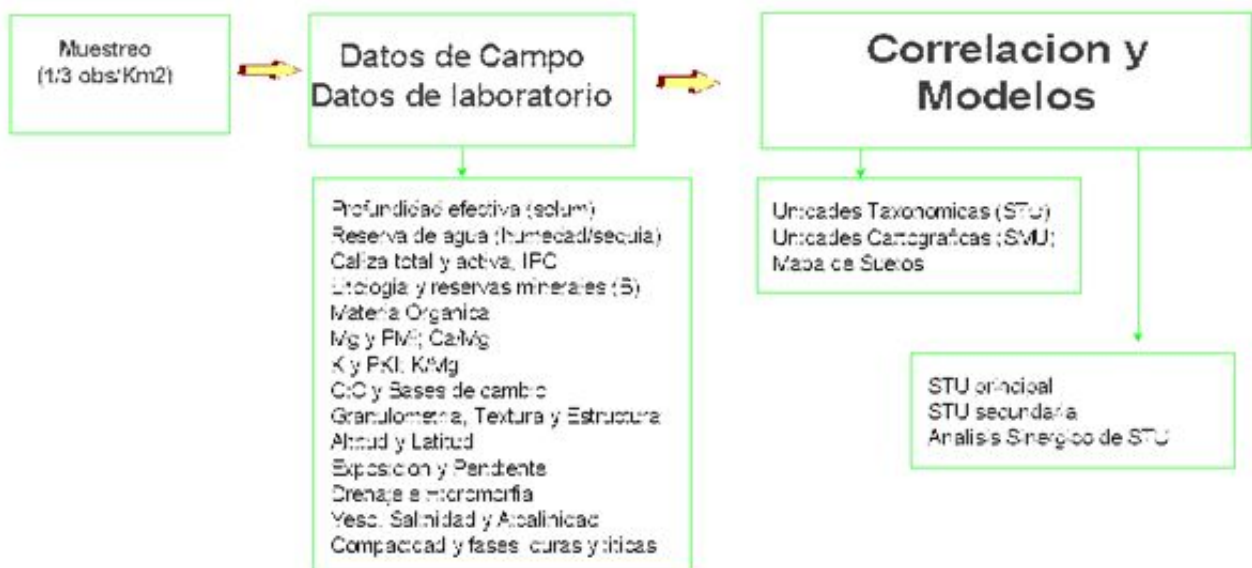 Muestreo
(1/3 obs/Km2)
Datos de Campo
Datos de laboratorio
Correlacion y
Modelos
Profundidad efectiva (solum)
Reserva de agua (humedad/sequia)
Caliza total y activa, IPC
Litologia y reservas minerales (S)
Materia Organica
Mg y PMI; Ca/Mg
K y PKI; K/Mg
CIC y Bases de cambio
Granulometria, Textura y Estructura
Altitud y Latitud
Exposicion y Pendiente
Drenaje e hidromorfia
Yeso, Salinidad y Alcalinidad
Compacidad y fases duras y liticas
Unidades Taxonomicas (STU)
Unidades Cartograficas (SMU)
Mapa de Suelos
STU principal
STU secundaria
Analisis Sinergico de STU